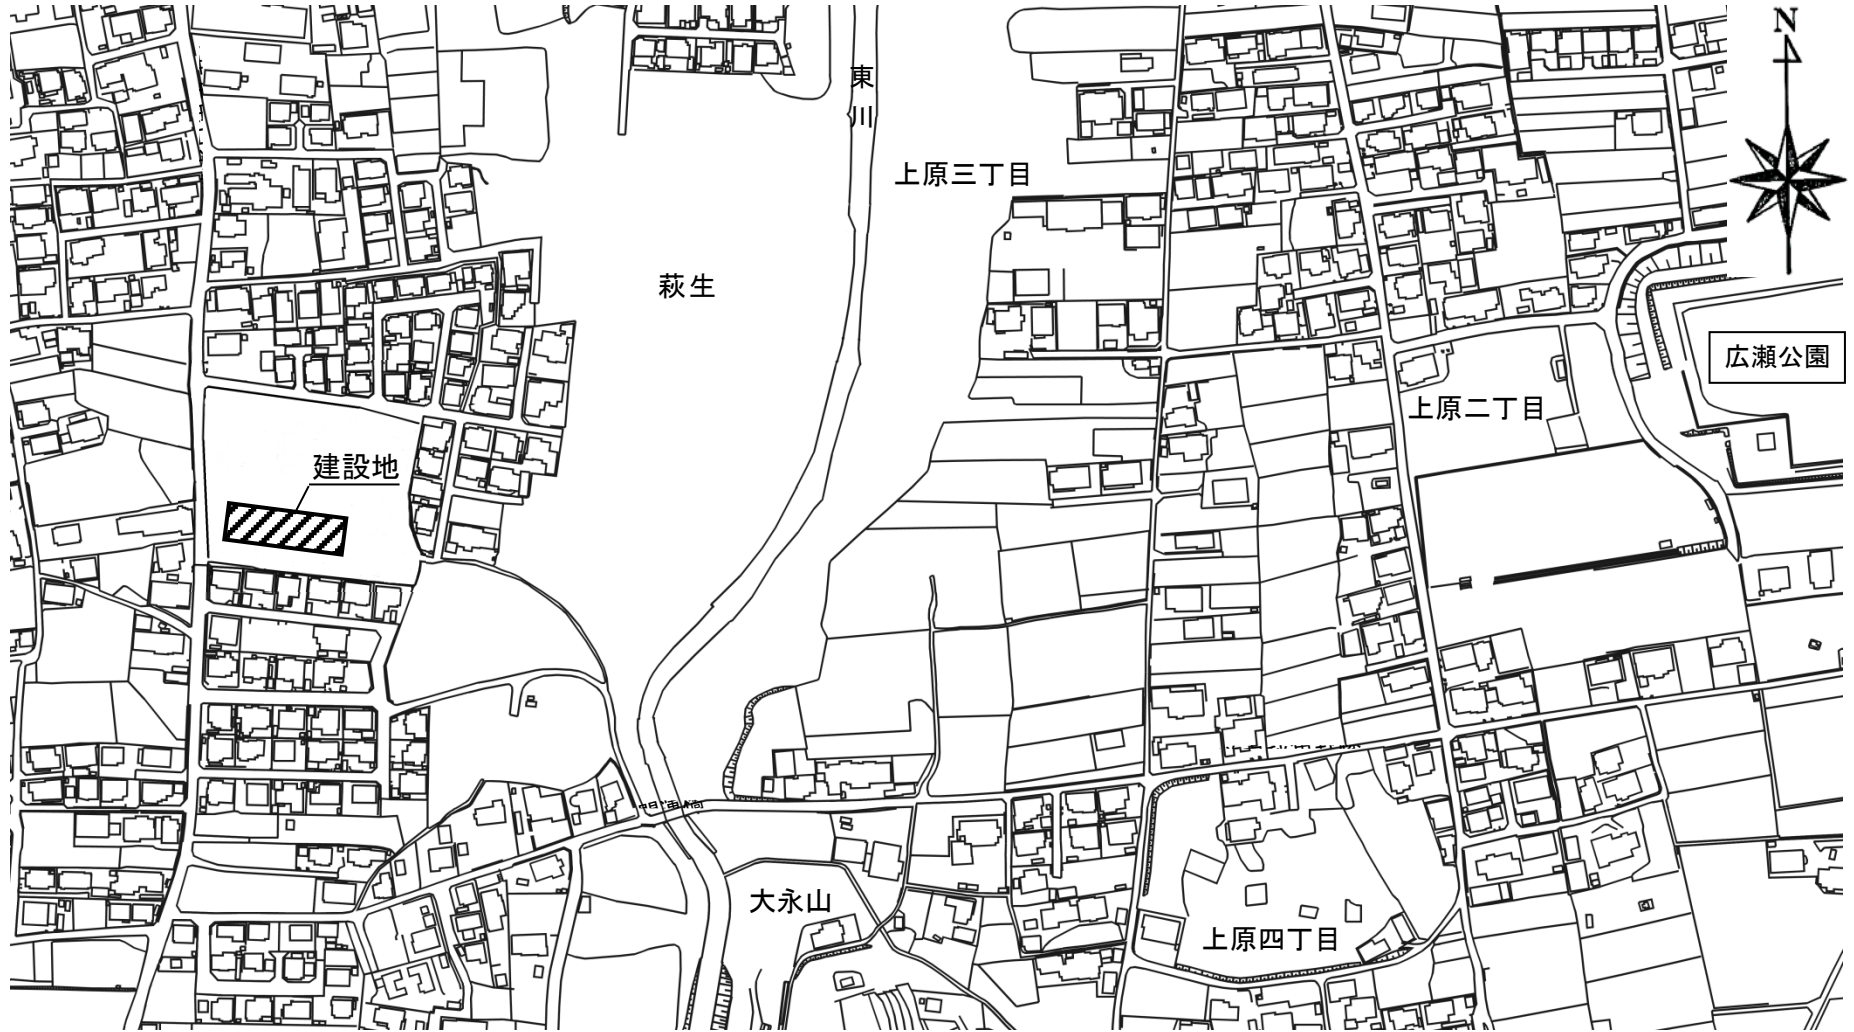 N
東川
上原三丁目
萩生
広瀬公園
上原二丁目
建設地
大永山
上原四丁目